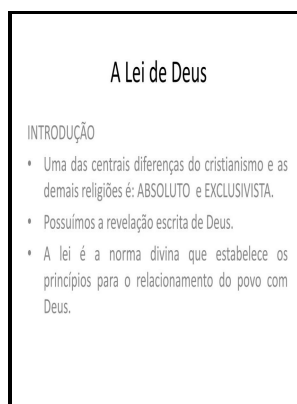 A Lei de Deus
INTRODUÇÃO
• Uma das centrais diferenças do cristianismo e as
demais religiões é: ABSOLUTO e EXCLUSIVISTA.
• Possuímos a revelação escrita de Deus.
• A lei é a norma divina que estabelece os
princípios para o relacionamento do povo com
Deus.